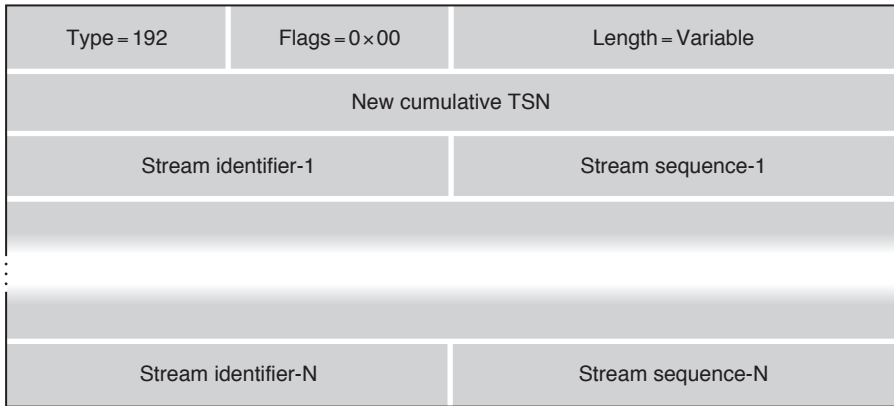 Type = 192 Flags = 0×00 Length = Variable
New cumulative TSN
Stream identifier-1 Stream sequence-1
Stream identifier-N Stream sequence-N